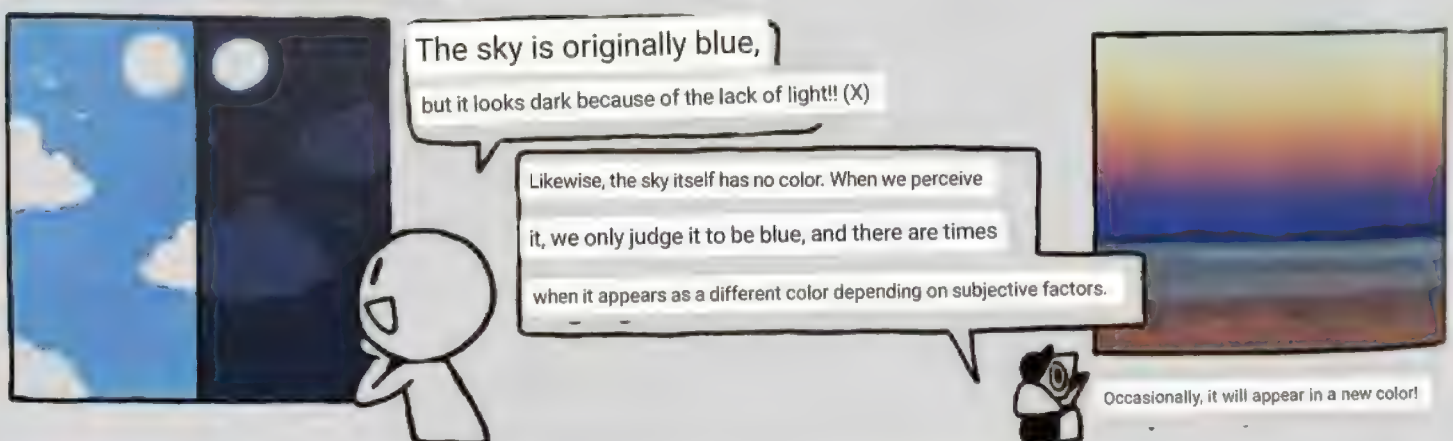 The sky is originally blue,
but it looks dark because of the lack of light!! (X)
Likewise, the sky itself has no color. When we perceive
it, we only judge it to be blue, and there are times
when it appears as a different color depending on subjective factors.
Occasionally, it will appear in a new color!